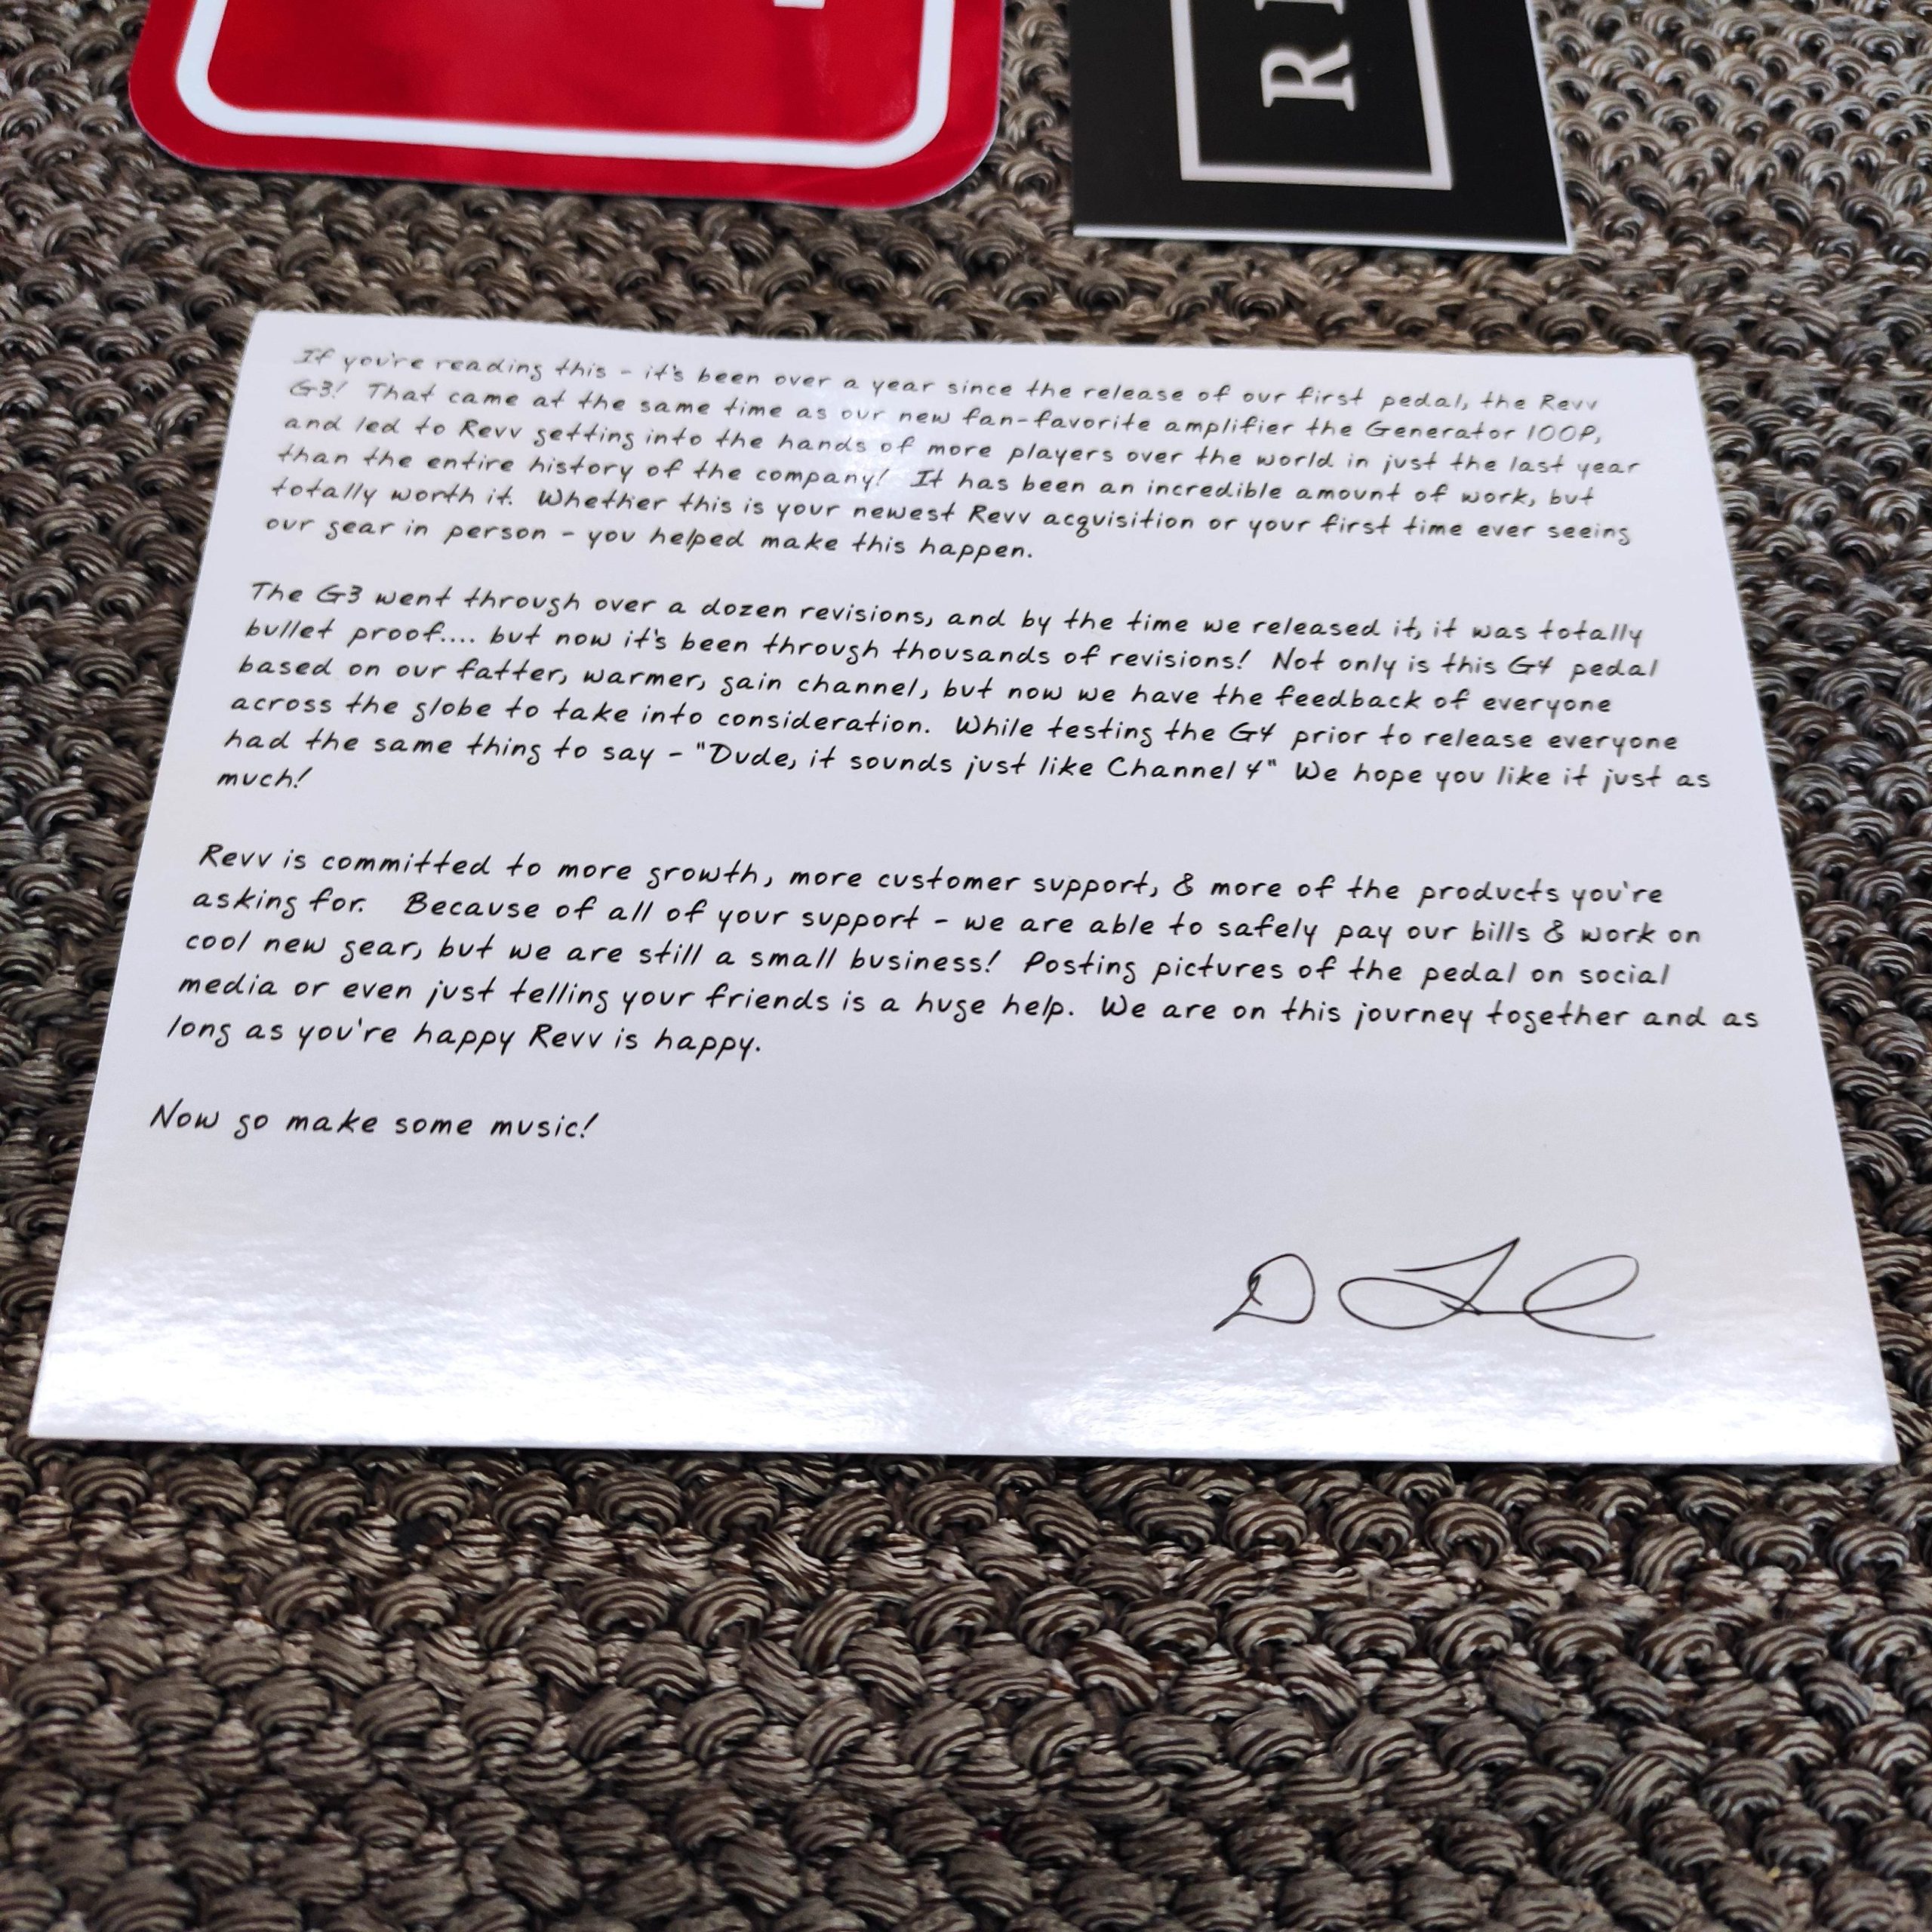 R
If you're reading this - it's been over a year since the release of our first pedal, the Revv
G3! That came at the same time as our new fan-favorite amplifier the Generator 100P,
and led to Revv getting into the hands of more players over the world in just the last year
than the entire history of the company! It has been an incredible amount of work, but
totally worth it. Whether this is your newest Revv acquisition or your first time ever seeing
our gear in person - you helped make this happen.
The G3 went through over a dozen revisions, and by the time we released it, it was totally
bullet proof.... but now it's been through thousands of revisions! Not only is this G4 pedal
based on our fatter, warmer, gain channel, but now we have the feedback of everyone
across the globe to take into consideration. While testing the G4 prior to release everyone
had the same thing to say - "Dude, it sounds just like Channel 4" We hope you like it just as
much!
Revv is committed to more growth, more customer support, & more of the products you're
asking for. Because of all of your support - we are able to safely pay our bills & work on
cool new gear, but we are still a small business! Posting pictures of the pedal on social
media or even just telling your friends is a huge help. We are on this journey together and as
long as you're happy Revv is happy.
Now go make some music!